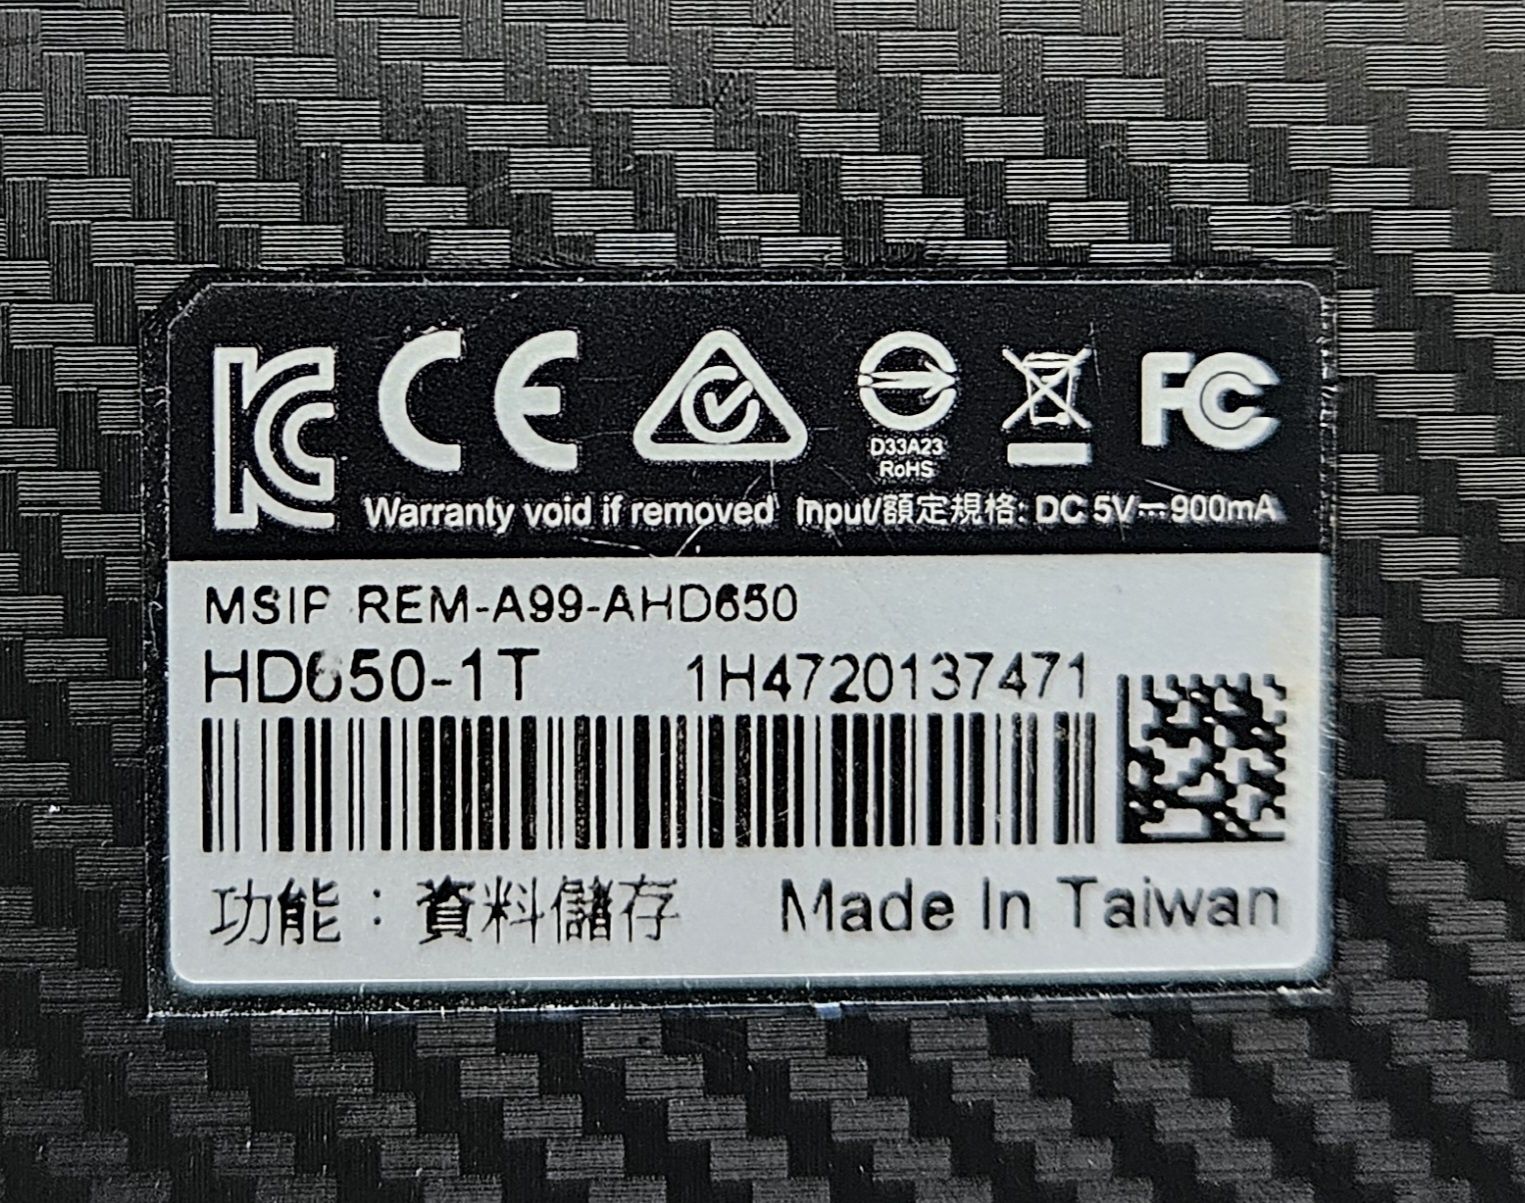 KC CE FC
D33A23
RoHS
Warranty void if removed Input/額定規格: DC 5V⎓900mA
MSIP REM-A99-AHD650
HD650-1T 1H4720137471
功能：資料儲存 Made In Taiwan